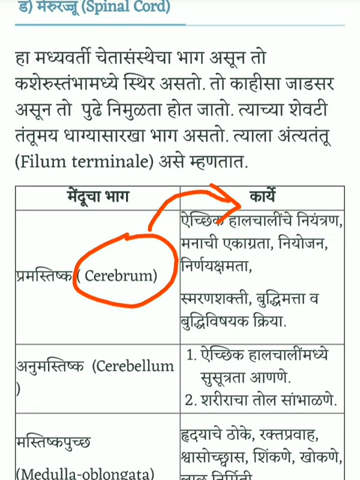 ड) मेरुरज्जू (Spinal Cord)
हा मध्यवर्ती चेतासंस्थेचा भाग असून तो
कशेरुस्तंभामध्ये स्थिर असतो. तो काहीसा जाडसर
असून तो पुढे निमुळता होत जातो. त्याच्या शेवटी
तंतूमय धाग्यासारखा भाग असतो. त्याला अंत्यतंतू
(Filum terminale) असे म्हणतात.
मेंदूचा भाग कार्ये
ऐच्छिक हालचालींचे नियंत्रण,
मनाची एकाग्रता, नियोजन,
निर्णयक्षमता,
प्रमस्तिष्क ( Cerebrum)
स्मरणशक्ती, बुद्धिमत्ता व
बुद्धिविषयक क्रिया.
अनुमस्तिष्क (Cerebellum
)
1. ऐच्छिक हालचालींमध्ये
सुसूत्रता आणणे.
2. शरीराचा तोल सांभाळणे.
मस्तिष्कपुच्छ
(Medulla-oblongata)
हृदयाचे ठोके, रक्तप्रवाह,
श्वासोच्छ्वास, शिंकणे, खोकणे,
लाळ निर्मिती